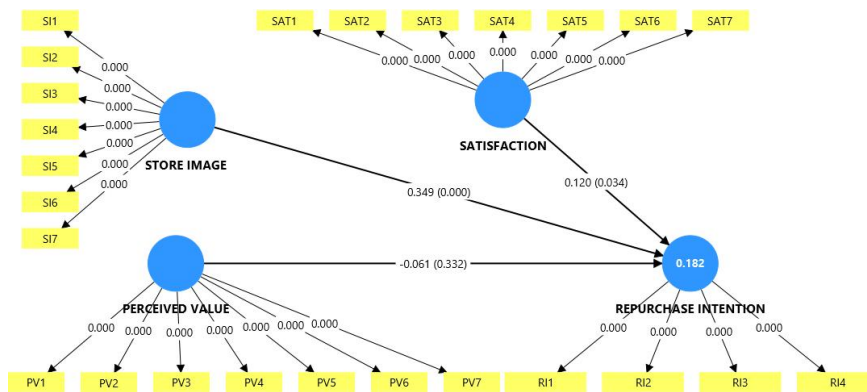 SI1
SI2
SI3
SI4
SI5
SI6
SI7
0.000
0.000
0.000
0.000
0.000
0.000
0.000
STORE IMAGE
SAT1
SAT2
SAT3
SAT4
SAT5
SAT6
SAT7
0.000
0.000
0.000
0.000
0.000
0.000
0.000
SATISFACTION
0.349 (0.000)
0.120 (0.034)
-0.061 (0.332)
0.182
PERCEIVED VALUE
REPURCHASE INTENTION
0.000
0.000
0.000
0.000
0.000
0.000
0.000
0.000
0.000
0.000
0.000
PV1
PV2
PV3
PV4
PV5
PV6
PV7
RI1
RI2
RI3
RI4